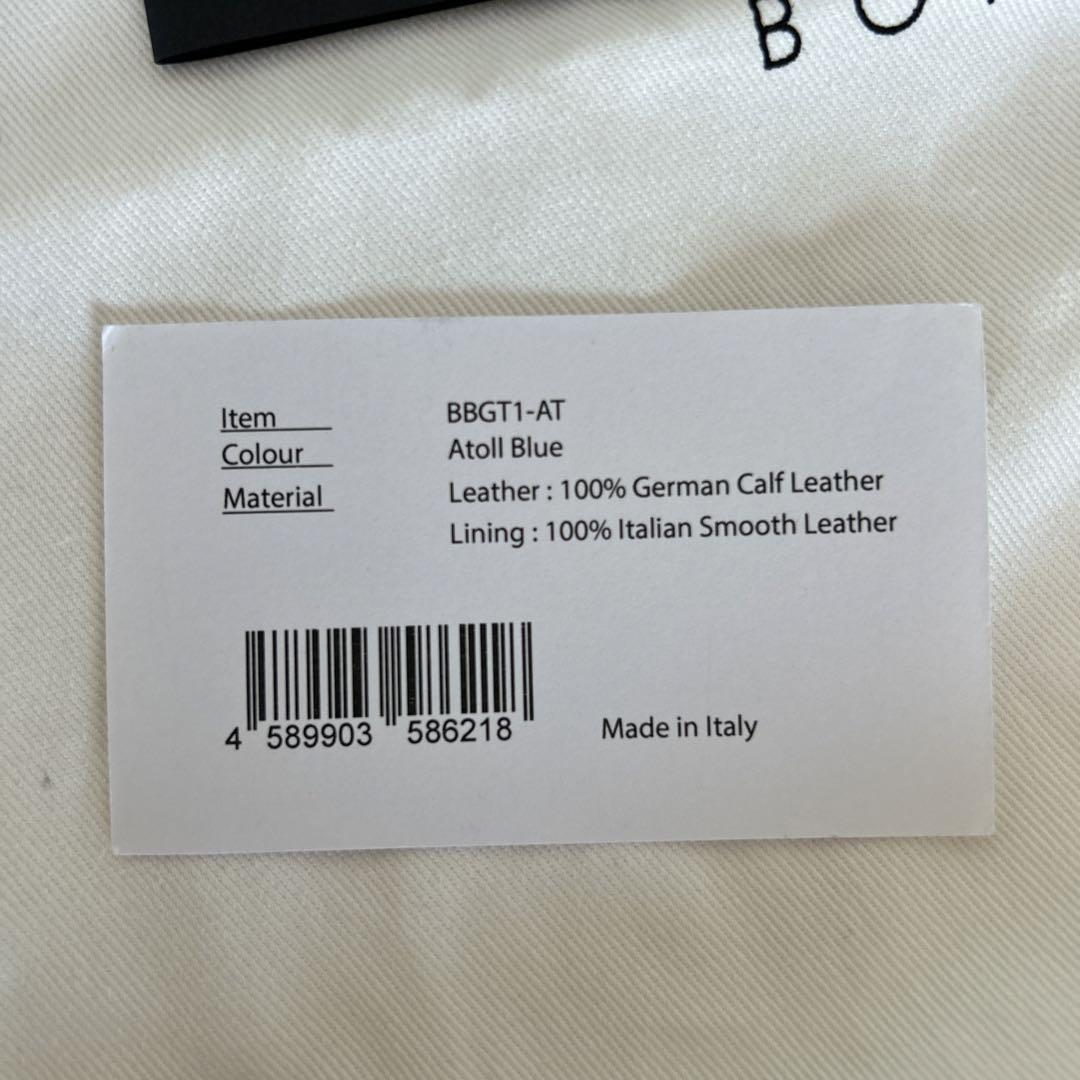 Item BBGT1-AT
Colour Atoll Blue
Material Leather : 100% German Calf Leather
Lining : 100% Italian Smooth Leather
4 589903 586218
Made in Italy